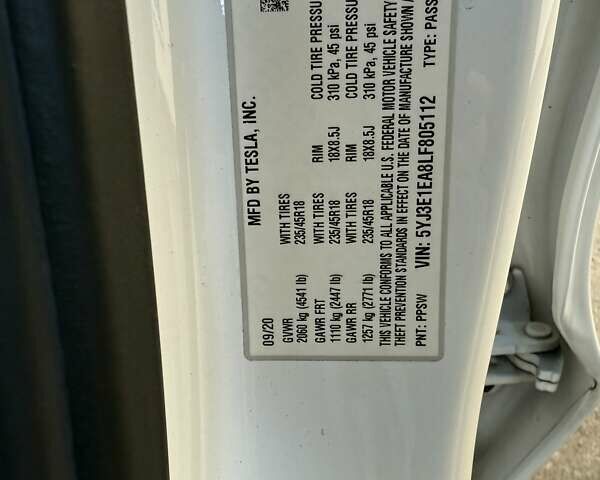 MFD BY TESLA, INC.
09/20
GVWR WITH TIRES RIM COLD TIRE PRESSU
2060 kg (4541 lb) 235/45R18 18X8.5J 310 kPa, 45 psi
GAWR FRT WITH TIRES RIM COLD TIRE PRESSU
1110 kg (2447 lb) 235/45R18 18X8.5J 310 kPa, 45 psi
GAWR RR
1257 kg (2771 lb) 235/45R18
THIS VEHICLE CONFORMS TO ALL APPLICABLE U.S. FEDERAL MOTOR VEHICLE SAFETY
THEFT PREVENTION STANDARDS IN EFFECT ON THE DATE OF MANUFACTURE SHOWN A
VIN: 5YJ3E1EA8LF805112 TYPE: PASS
PNT: PPSW